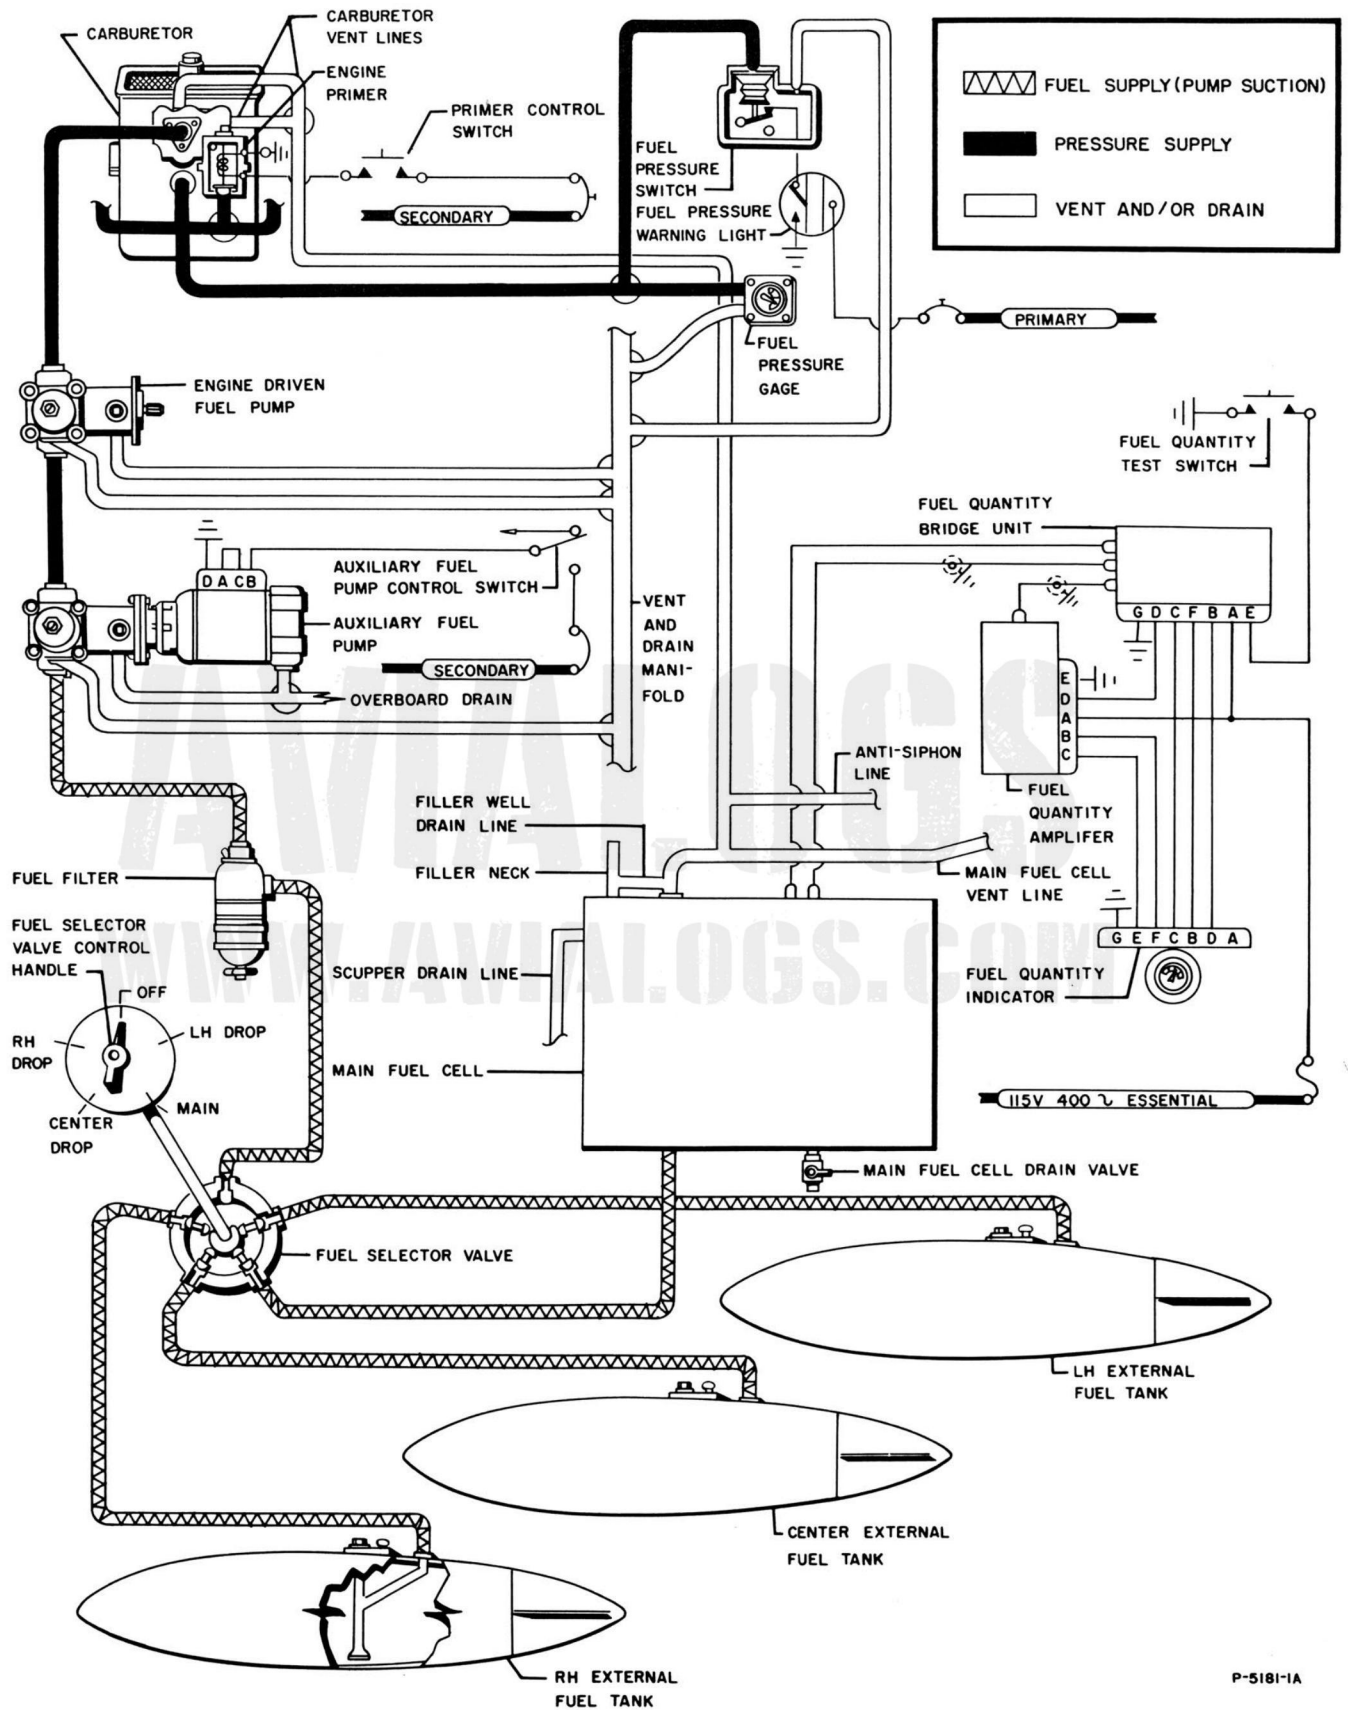 CARBURETOR
CARBURETOR
VENT LINES
ENGINE
PRIMER
PRIMER CONTROL
SWITCH
SECONDARY
FUEL
PRESSURE
SWITCH
FUEL PRESSURE
WARNING LIGHT
FUEL SUPPLY (PUMP SUCTION)
PRESSURE SUPPLY
VENT AND/OR DRAIN
PRIMARY
FUEL
PRESSURE
GAGE
ENGINE DRIVEN
FUEL PUMP
FUEL QUANTITY
TEST SWITCH
FUEL QUANTITY
BRIDGE UNIT
G D C F B A E
D A C B
AUXILIARY FUEL
PUMP CONTROL SWITCH
AUXILIARY FUEL
PUMP
SECONDARY
OVERBOARD DRAIN
VENT
AND
DRAIN
MANI-
FOLD
E
D
A
B
C
FUEL
QUANTITY
AMPLIFER
ANTI-SIPHON
LINE
FILLER WELL
DRAIN LINE
FILLER NECK
MAIN FUEL CELL
VENT LINE
AVIALOGS
WWW.AVIALOGS.COM
FUEL FILTER
FUEL SELECTOR
VALVE CONTROL
HANDLE
OFF
LH DROP
RH
DROP
MAIN
CENTER
DROP
SCUPPER DRAIN LINE
MAIN FUEL CELL
G E F C B D A
FUEL QUANTITY
INDICATOR
115V 400 ~ ESSENTIAL
MAIN FUEL CELL DRAIN VALVE
FUEL SELECTOR VALVE
LH EXTERNAL
FUEL TANK
CENTER EXTERNAL
FUEL TANK
RH EXTERNAL
FUEL TANK
P-5181-1A